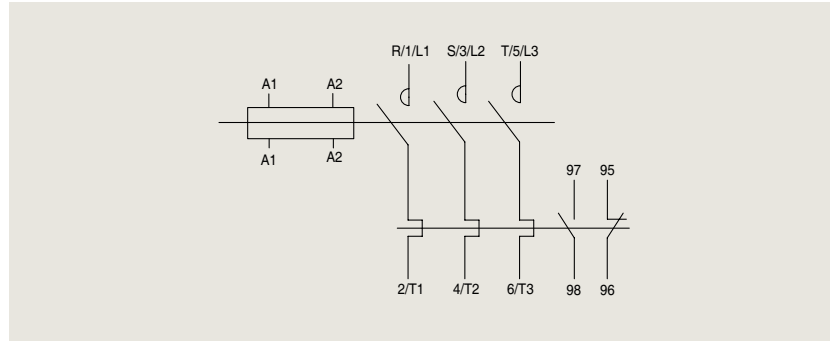 R/1/L1 S/3/L2 T/5/L3
A1 A2
A1 A2
97 95
2/T1 4/T2 6/T3 98 96